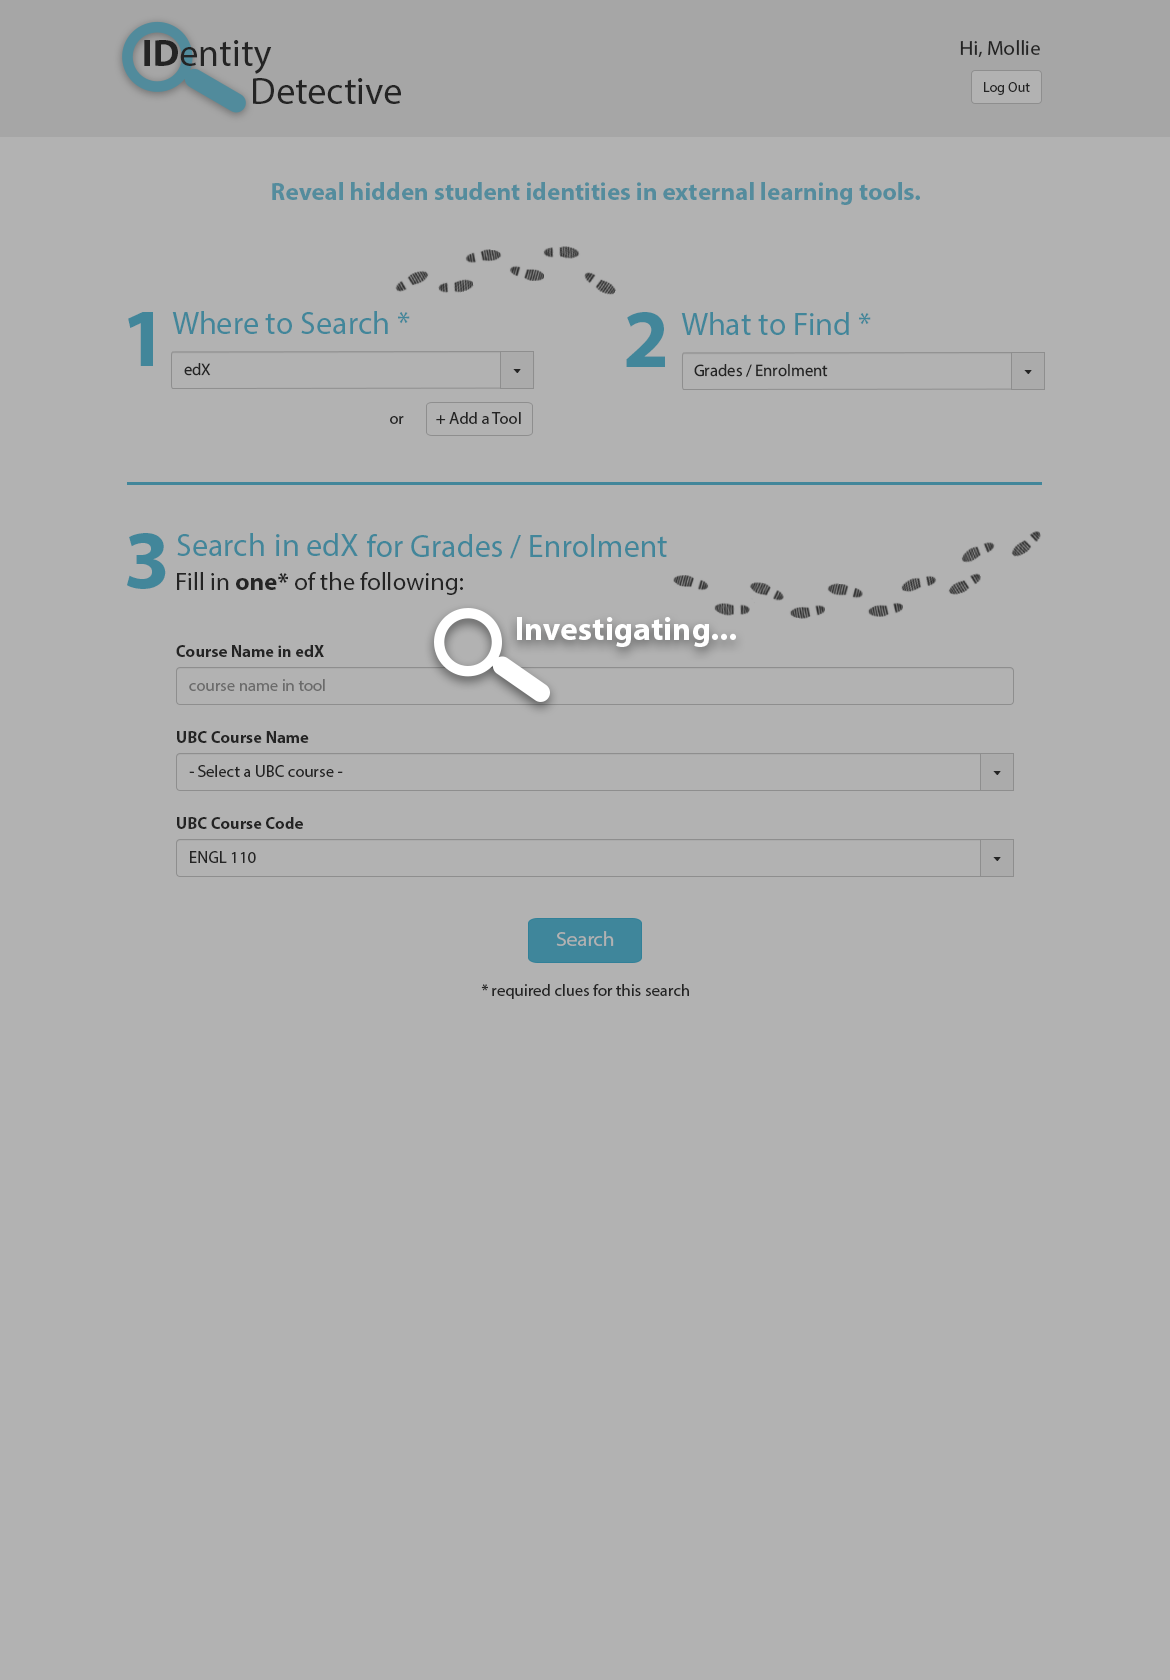 IDentity
Detective
Hi, Mollie
Log Out
Reveal hidden student identities in external learning tools.
1 Where to Search *
edX
or + Add a Tool
2 What to Find *
Grades / Enrolment
3 Search in edX for Grades / Enrolment
Fill in one* of the following:
Investigating...
Course Name in edX
course name in tool
UBC Course Name
- Select a UBC course -
UBC Course Code
ENGL 110
Search
* required clues for this search